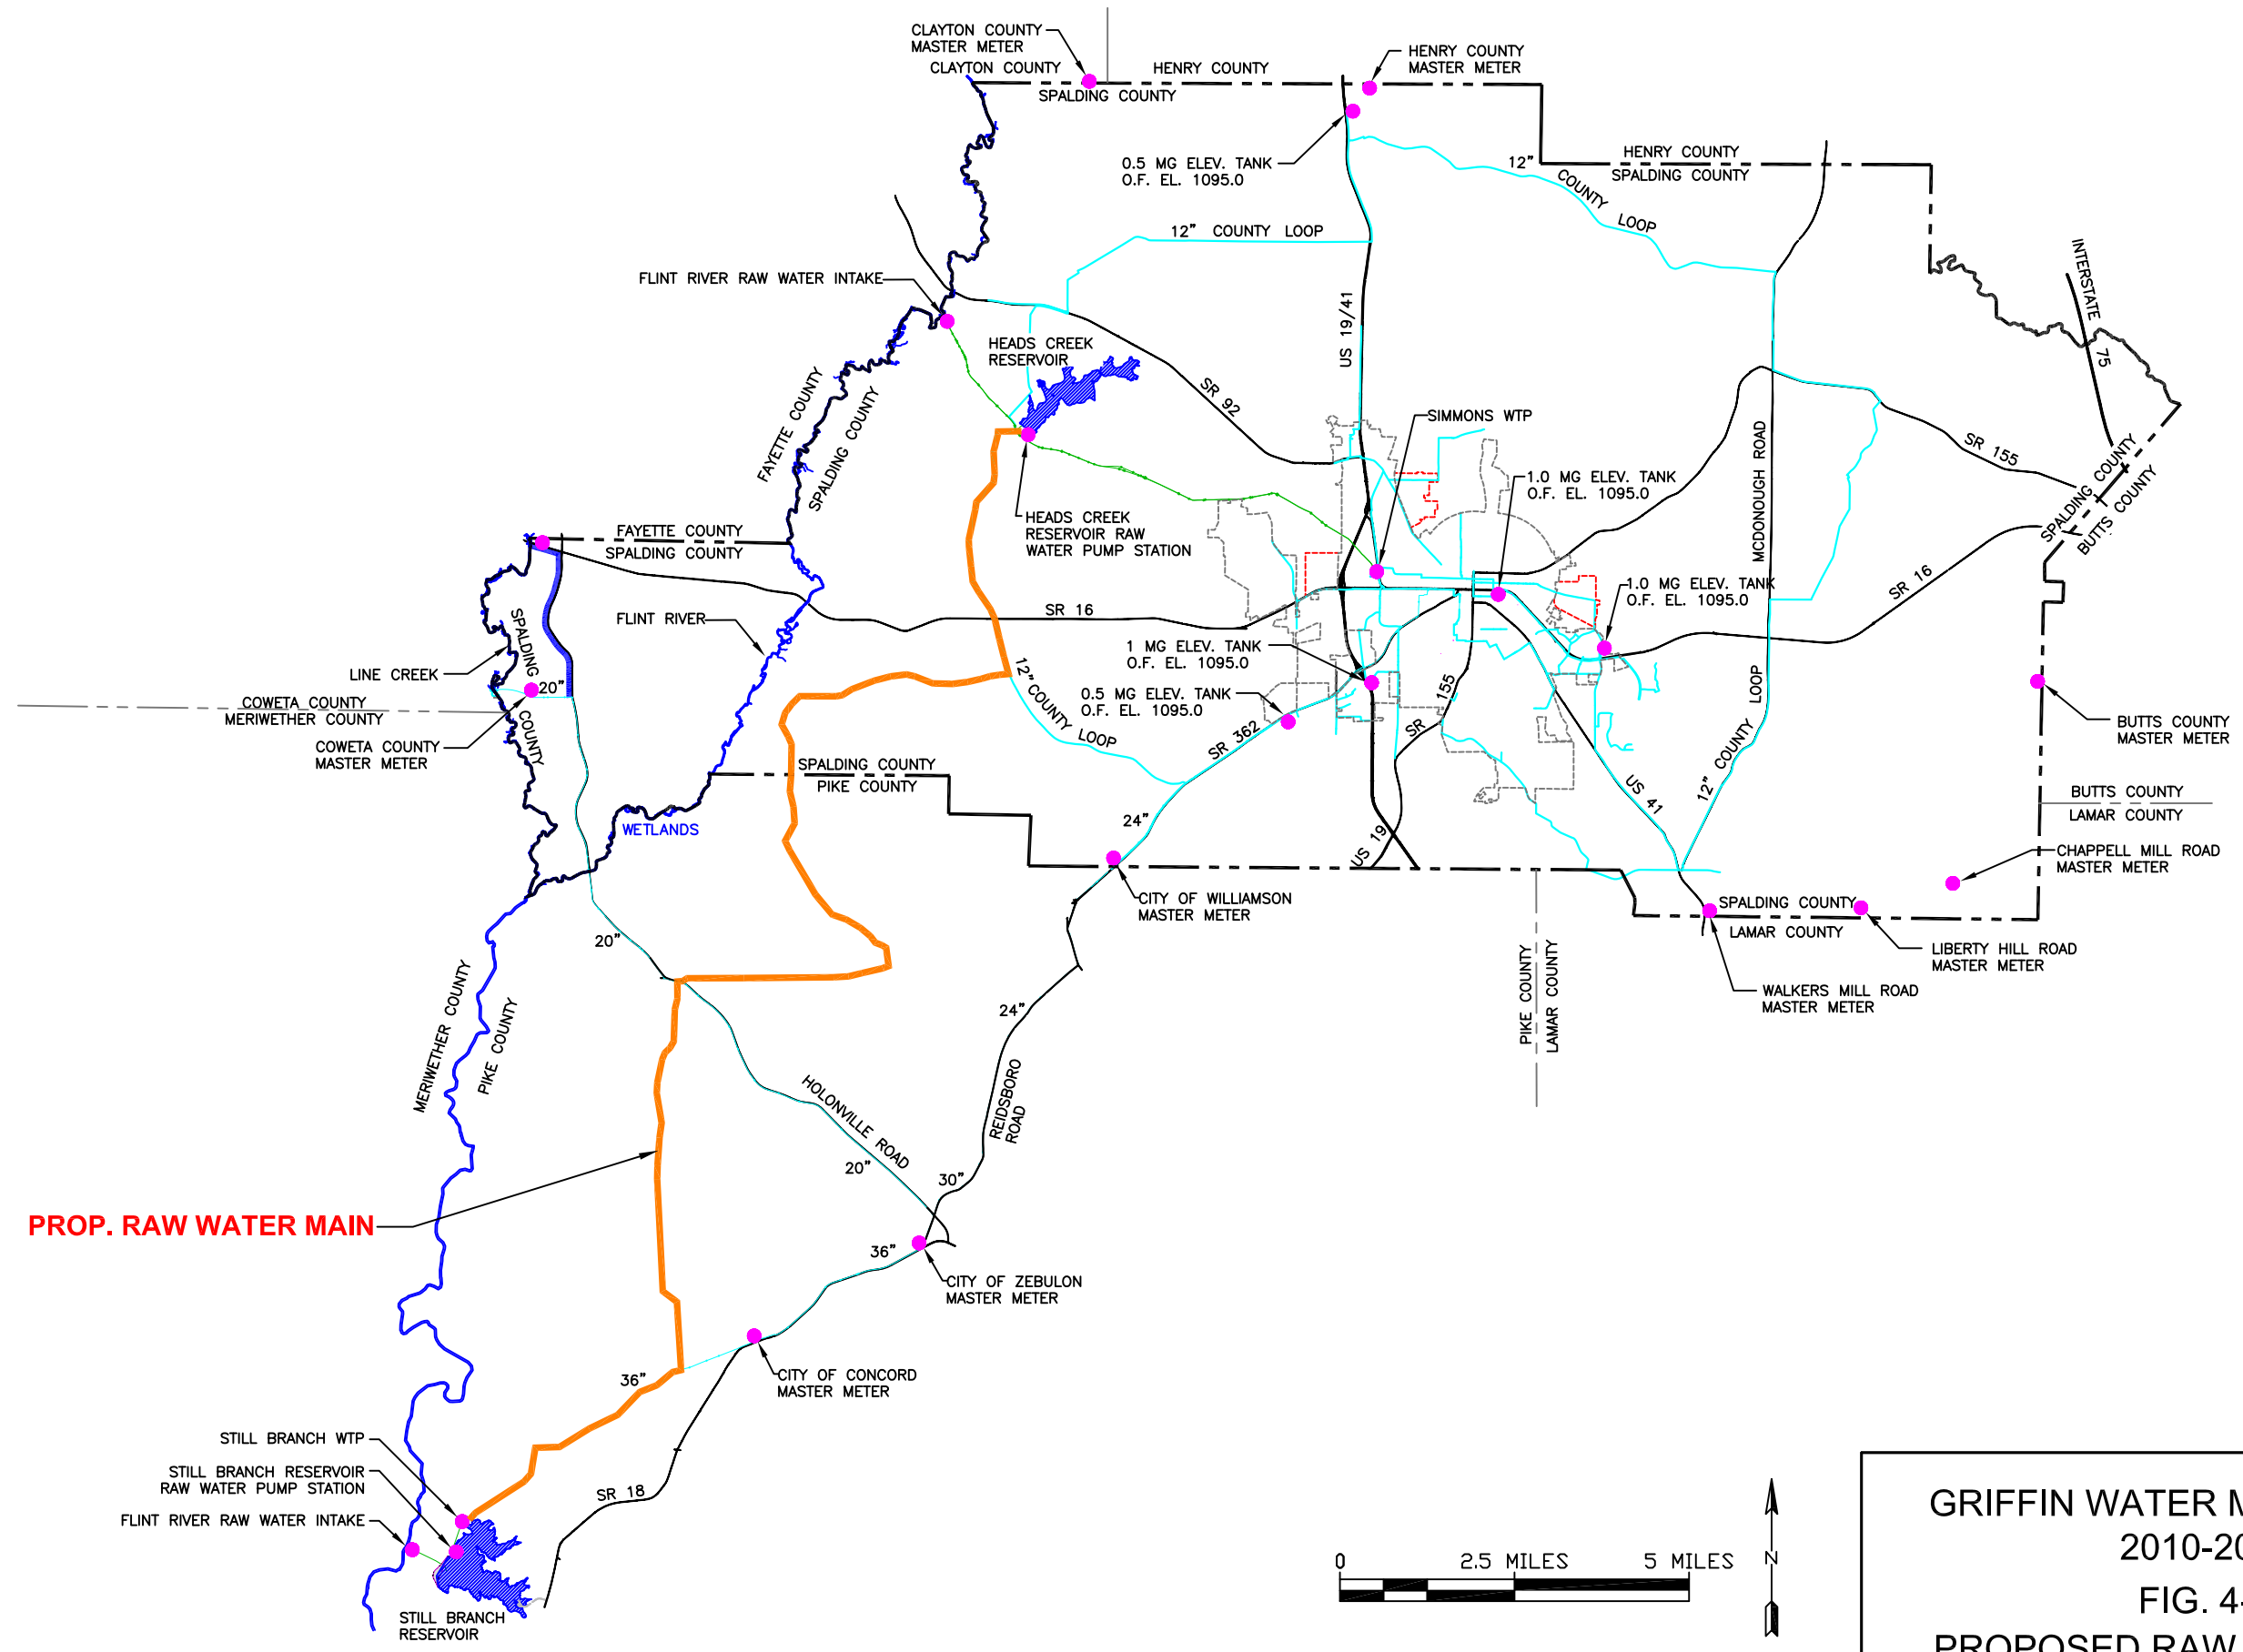 CLAYTON COUNTY
MASTER METER
CLAYTON COUNTY
HENRY COUNTY
SPALDING COUNTY
HENRY COUNTY
MASTER METER
0.5 MG ELEV. TANK
O.F. EL. 1095.0
12"
COUNTY
LOOP
HENRY COUNTY
SPALDING COUNTY
12" COUNTY LOOP
INTERSTATE
75
FLINT RIVER RAW WATER INTAKE
HEADS CREEK
RESERVOIR
US 19/41
SR 92
FAYETTE COUNTY
SPALDING COUNTY
SIMMONS WTP
MCDONOUGH ROAD
SR 155
SPALDING COUNTY
BUTTS COUNTY
1.0 MG ELEV. TANK
O.F. EL. 1095.0
HEADS CREEK
RESERVOIR RAW
WATER PUMP STATION
FAYETTE COUNTY
SPALDING COUNTY
1.0 MG ELEV. TANK
O.F. EL. 1095.0
SR 16
SR 16
FLINT RIVER
SPALDING
COUNTY
LINE CREEK
20"
1 MG ELEV. TANK
O.F. EL. 1095.0
0.5 MG ELEV. TANK
O.F. EL. 1095.0
12" COUNTY LOOP
SR 155
SR 362
COWETA COUNTY
MERIWETHER COUNTY
COWETA COUNTY
MASTER METER
12" COUNTY LOOP
BUTTS COUNTY
MASTER METER
SPALDING COUNTY
PIKE COUNTY
US 41
BUTTS COUNTY
LAMAR COUNTY
24"
WETLANDS
US 19
CHAPPELL MILL ROAD
MASTER METER
CITY OF WILLIAMSON
MASTER METER
SPALDING COUNTY
LAMAR COUNTY
LIBERTY HILL ROAD
MASTER METER
WALKERS MILL ROAD
MASTER METER
PIKE COUNTY
LAMAR COUNTY
20"
MERIWETHER COUNTY
PIKE COUNTY
24"
REIDSBORO
ROAD
HOLONVILLE ROAD
20"
30"
PROP. RAW WATER MAIN
36"
CITY OF ZEBULON
MASTER METER
CITY OF CONCORD
MASTER METER
36"
STILL BRANCH WTP
STILL BRANCH RESERVOIR
RAW WATER PUMP STATION
FLINT RIVER RAW WATER INTAKE
SR 18
STILL BRANCH
RESERVOIR
0 2.5 MILES 5 MILES
N
GRIFFIN WATER M
2010-20
FIG. 4-
PROPOSED RAW